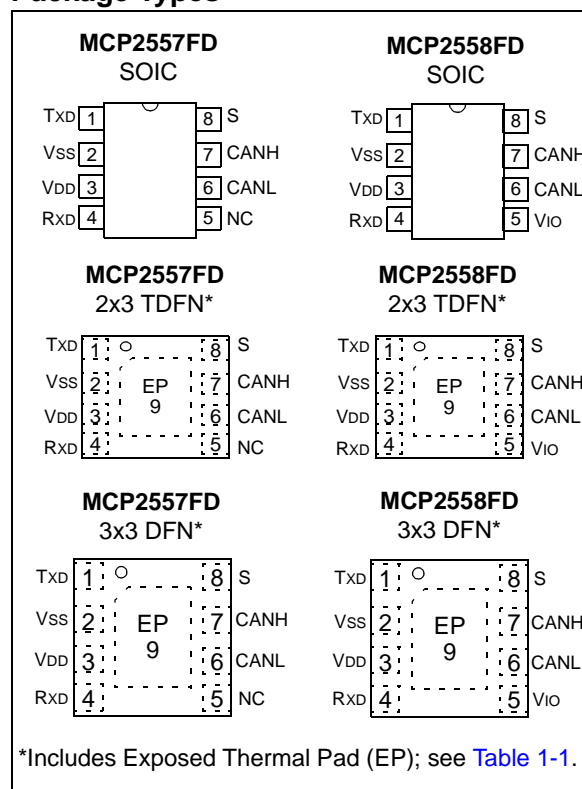 MCP2557FD
SOIC
TXD 1
VSS 2
VDD 3
RXD 4
8 S
7 CANH
6 CANL
5 NC
MCP2558FD
SOIC
TXD 1
VSS 2
VDD 3
RXD 4
8 S
7 CANH
6 CANL
5 VIO
MCP2557FD
2x3 TDFN*
TXD 1
VSS 2
VDD 3
RXD 4
EP
9
8 S
7 CANH
6 CANL
5 NC
MCP2558FD
2x3 TDFN*
TXD 1
VSS 2
VDD 3
RXD 4
EP
9
8 S
7 CANH
6 CANL
5 VIO
MCP2557FD
3x3 DFN*
TXD 1
VSS 2
VDD 3
RXD 4
EP
9
8 S
7 CANH
6 CANL
5 NC
MCP2558FD
3x3 DFN*
TXD 1
VSS 2
VDD 3
RXD 4
EP
9
8 S
7 CANH
6 CANL
5 VIO
*Includes Exposed Thermal Pad (EP); see Table 1-1.